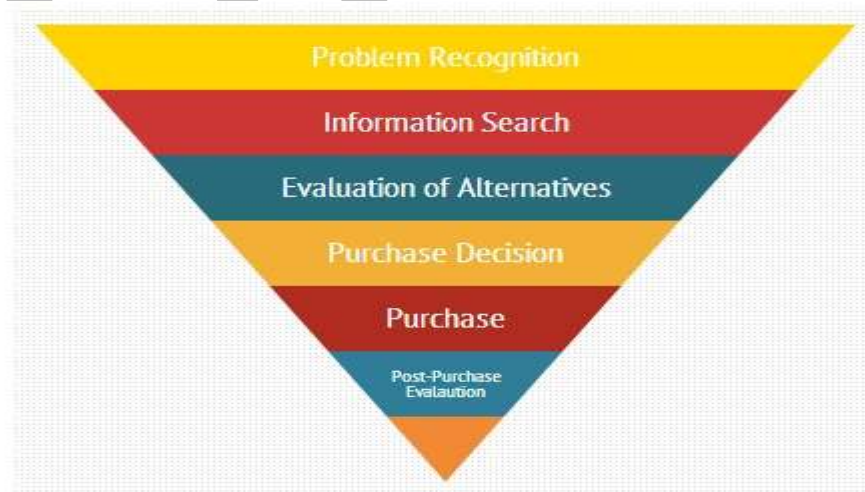 Problem Recognition
Information Search
Evaluation of Alternatives
Purchase Decision
Purchase
Post-Purchase
Evalaution